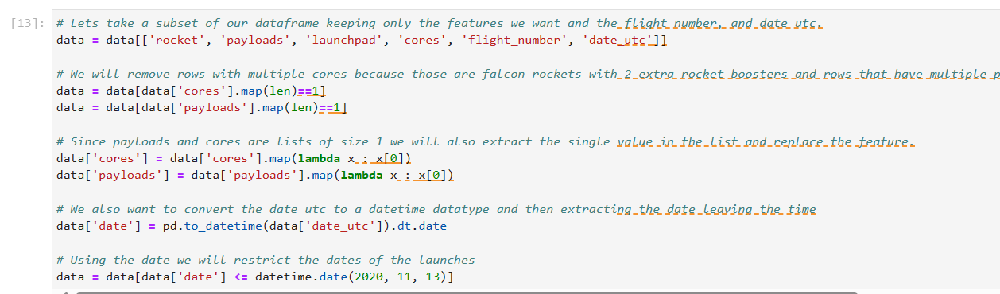 [13]: # Lets take a subset of our dataframe keeping only the features we want and the flight number, and date_utc.
data = data[['rocket', 'payloads', 'launchpad', 'cores', 'flight_number', 'date_utc']]
# We will remove rows with multiple cores because those are falcon rockets with 2 extra rocket boosters and rows that have multiple p
data = data[data['cores'].map(len)==1]
data = data[data['payloads'].map(len)==1]
# Since payloads and cores are lists of size 1 we will also extract the single value in the list and replace the feature.
data['cores'] = data['cores'].map(lambda x : x[0])
data['payloads'] = data['payloads'].map(lambda x : x[0])
# We also want to convert the date_utc to a datetime datatype and then extracting the date leaving the time
data['date'] = pd.to_datetime(data['date_utc']).dt.date
# Using the date we will restrict the dates of the launches
data = data[data['date'] <= datetime.date(2020, 11, 13)]